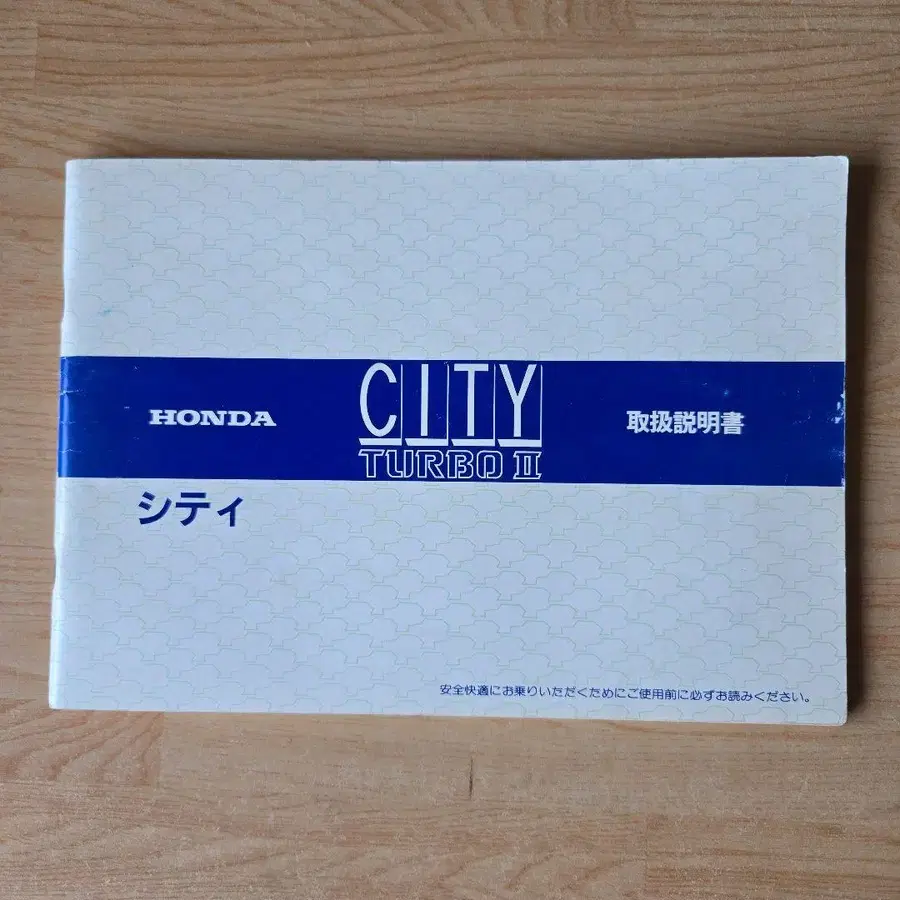 HONDA
CITY
TURBO II
取扱説明書
シティ
安全快適にお乗りいただくためにご使用前に必ずお読みください。